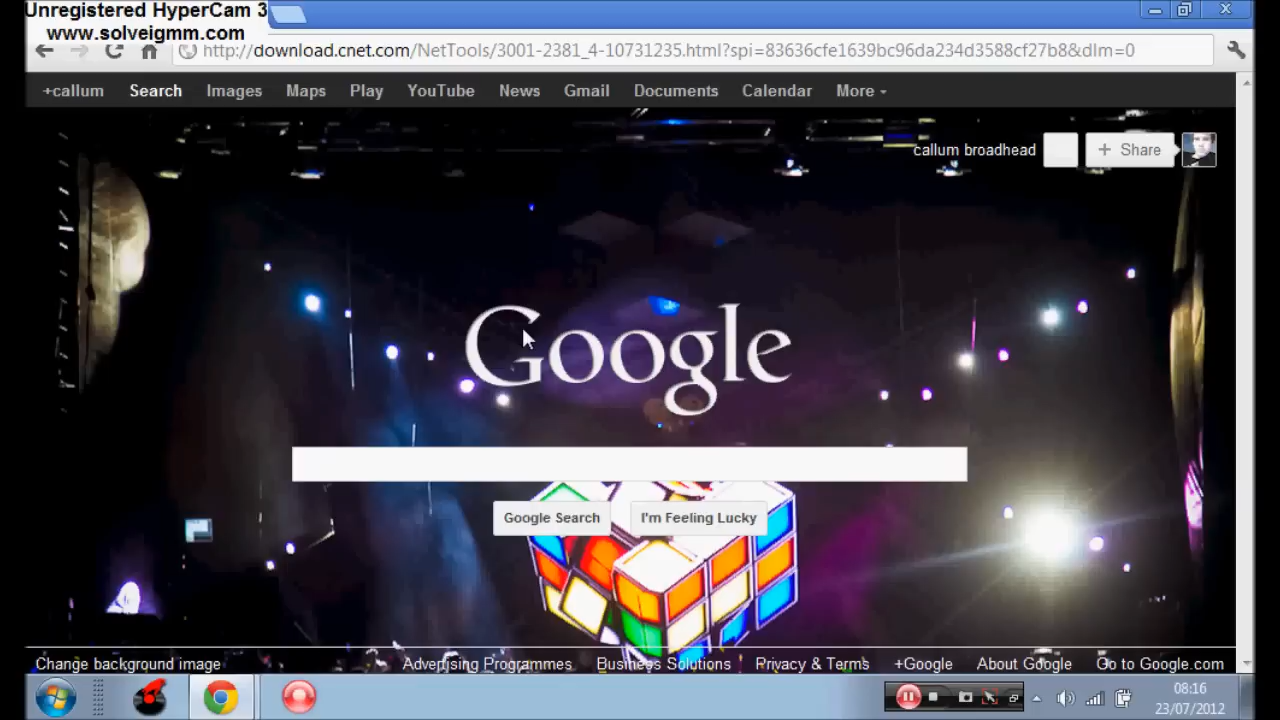 Unregistered HyperCam 3
www.solveigmm.com
http://download.cnet.com/NetTools/3001-2381_4-10731235.html?spi=83636cfe1639bc96da234d3588cf27b8&dlm=0
+callum Search Images Maps Play YouTube News Gmail Documents Calendar More
callum broadhead + Share
Google
Google Search I'm Feeling Lucky
Change background image Advertising Programmes Business Solutions Privacy & Terms +Google About Google Go to Google.com
08:16
23/07/2012